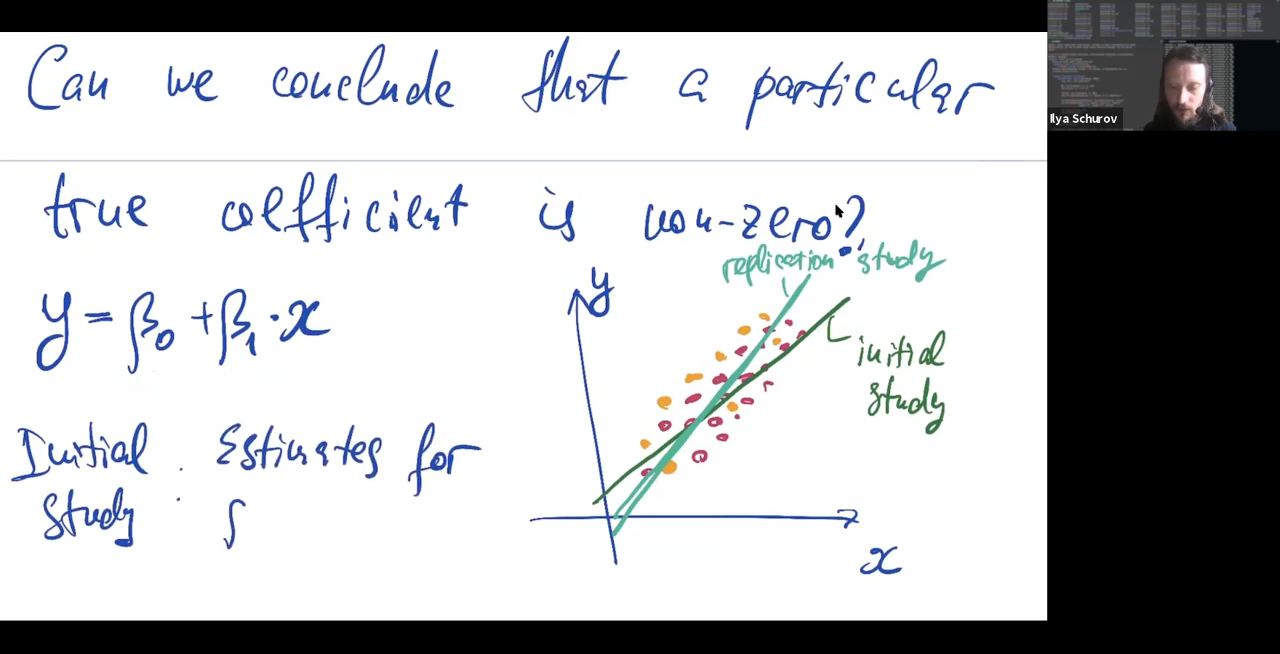 Can we conclude that a particular
Ilya Schurov
true coefficient is non-zero?
replication study
y = β₀ + β₁ · x
y
initial
study
Initial : Estimates for
study
x